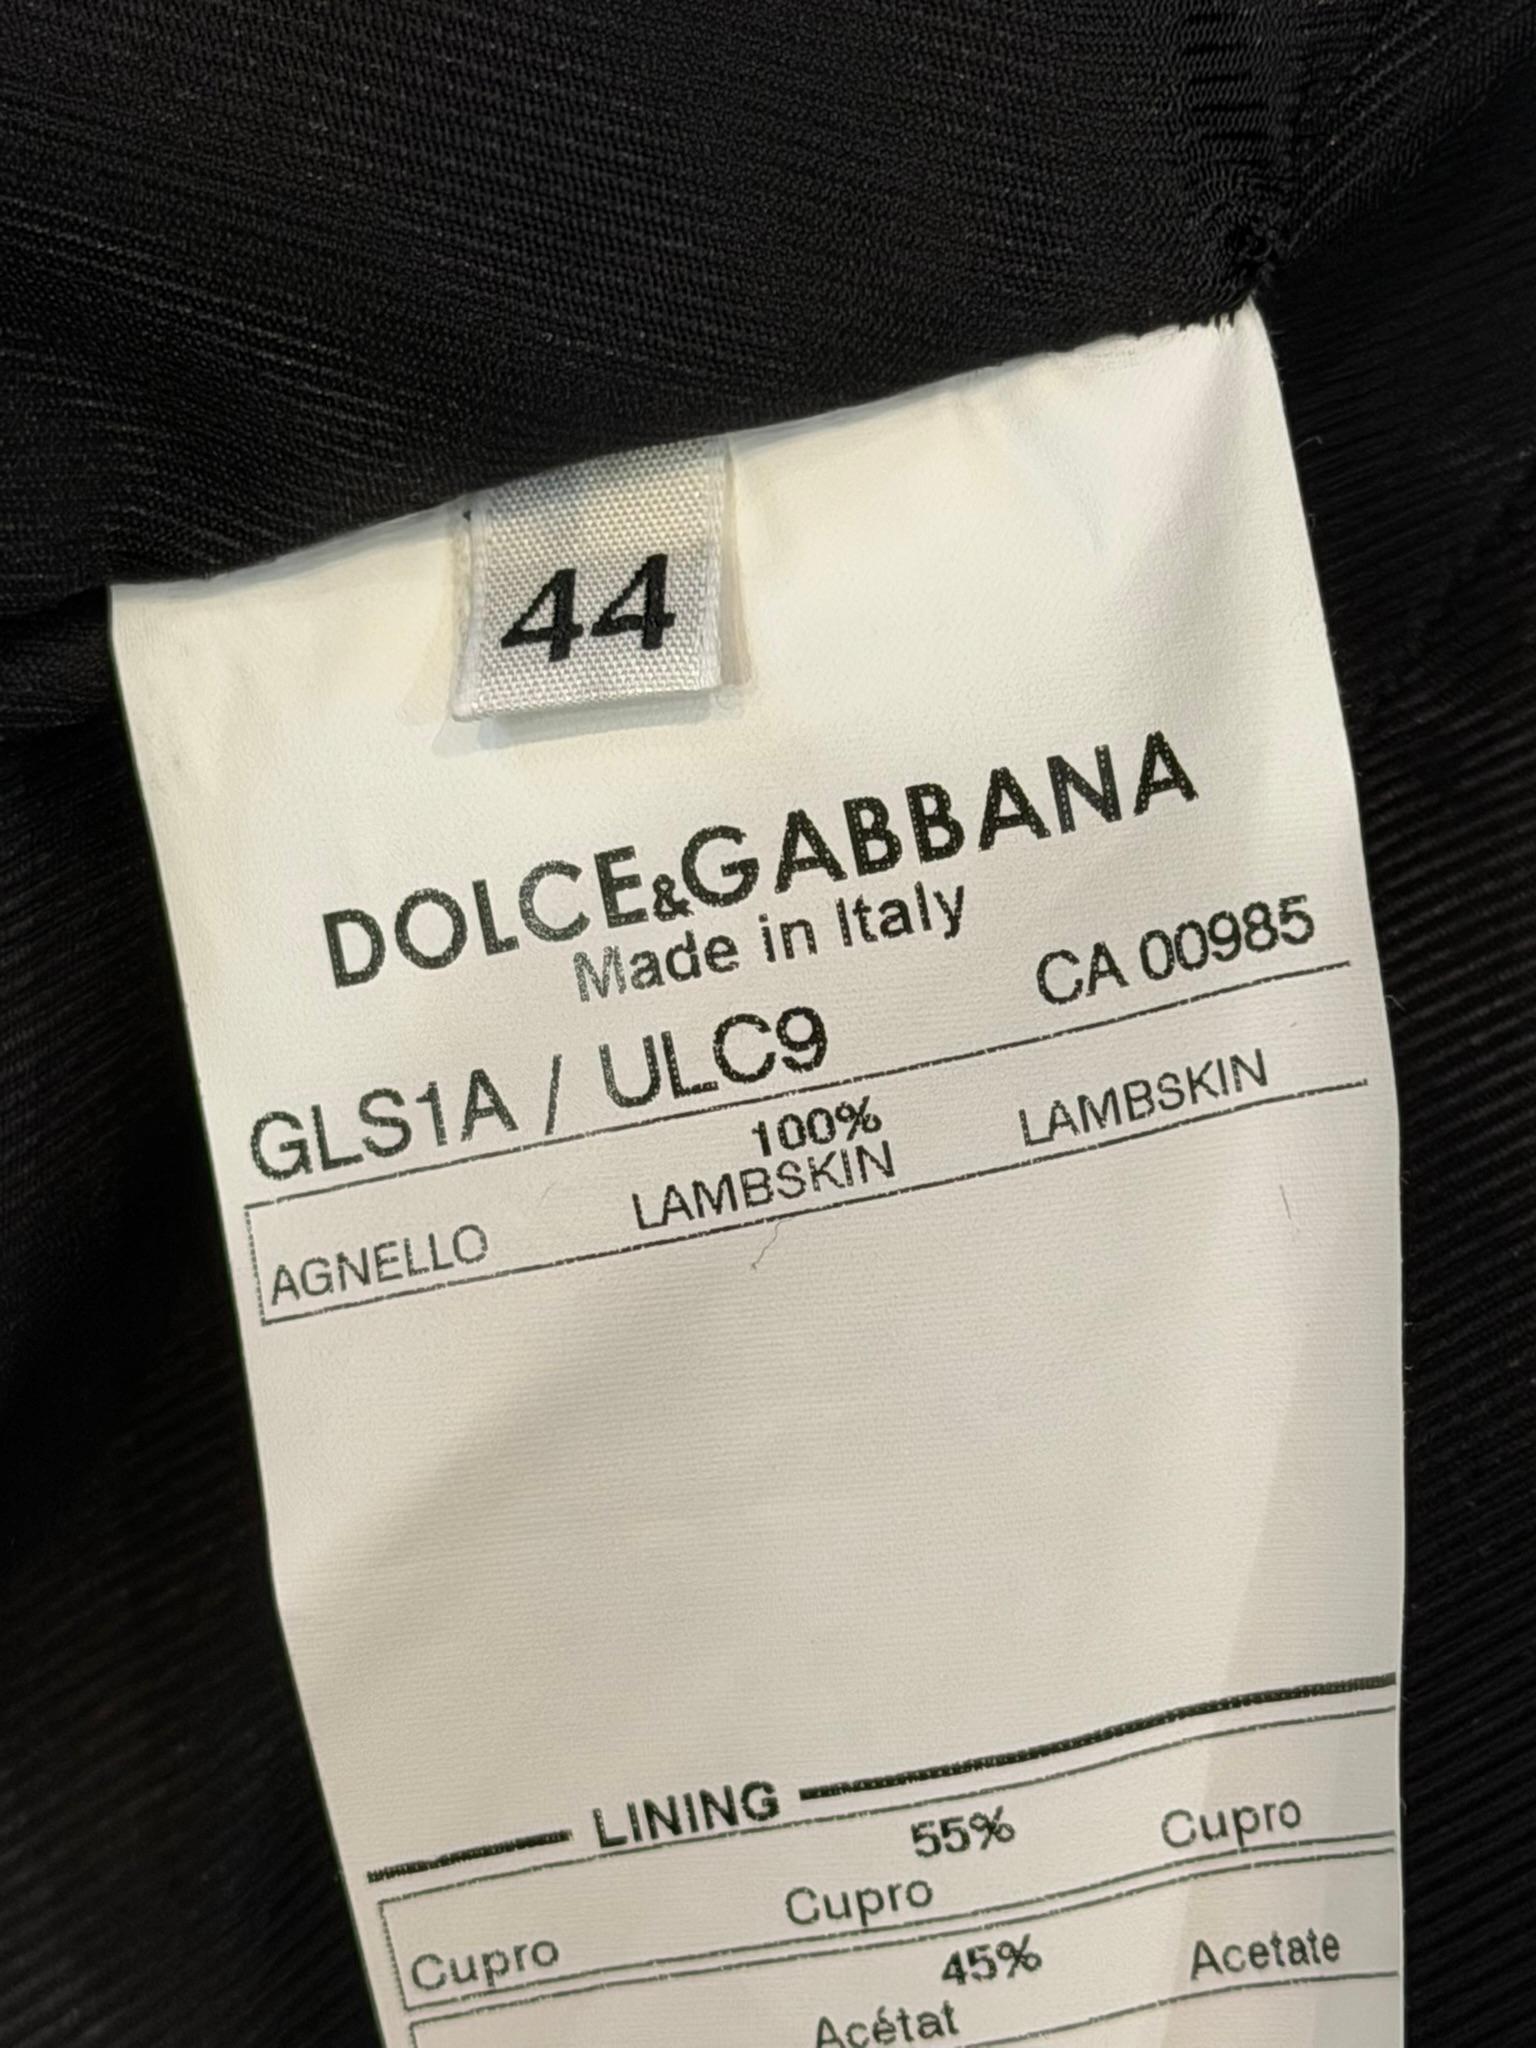 44
DOLCE&GABBANA
Made in Italy
GLS1A / ULC9 CA 00985
100%
AGNELLO LAMBSKIN LAMBSKIN
LINING
55%
Cupro Cupro Cupro
45%
Acétat Acetate